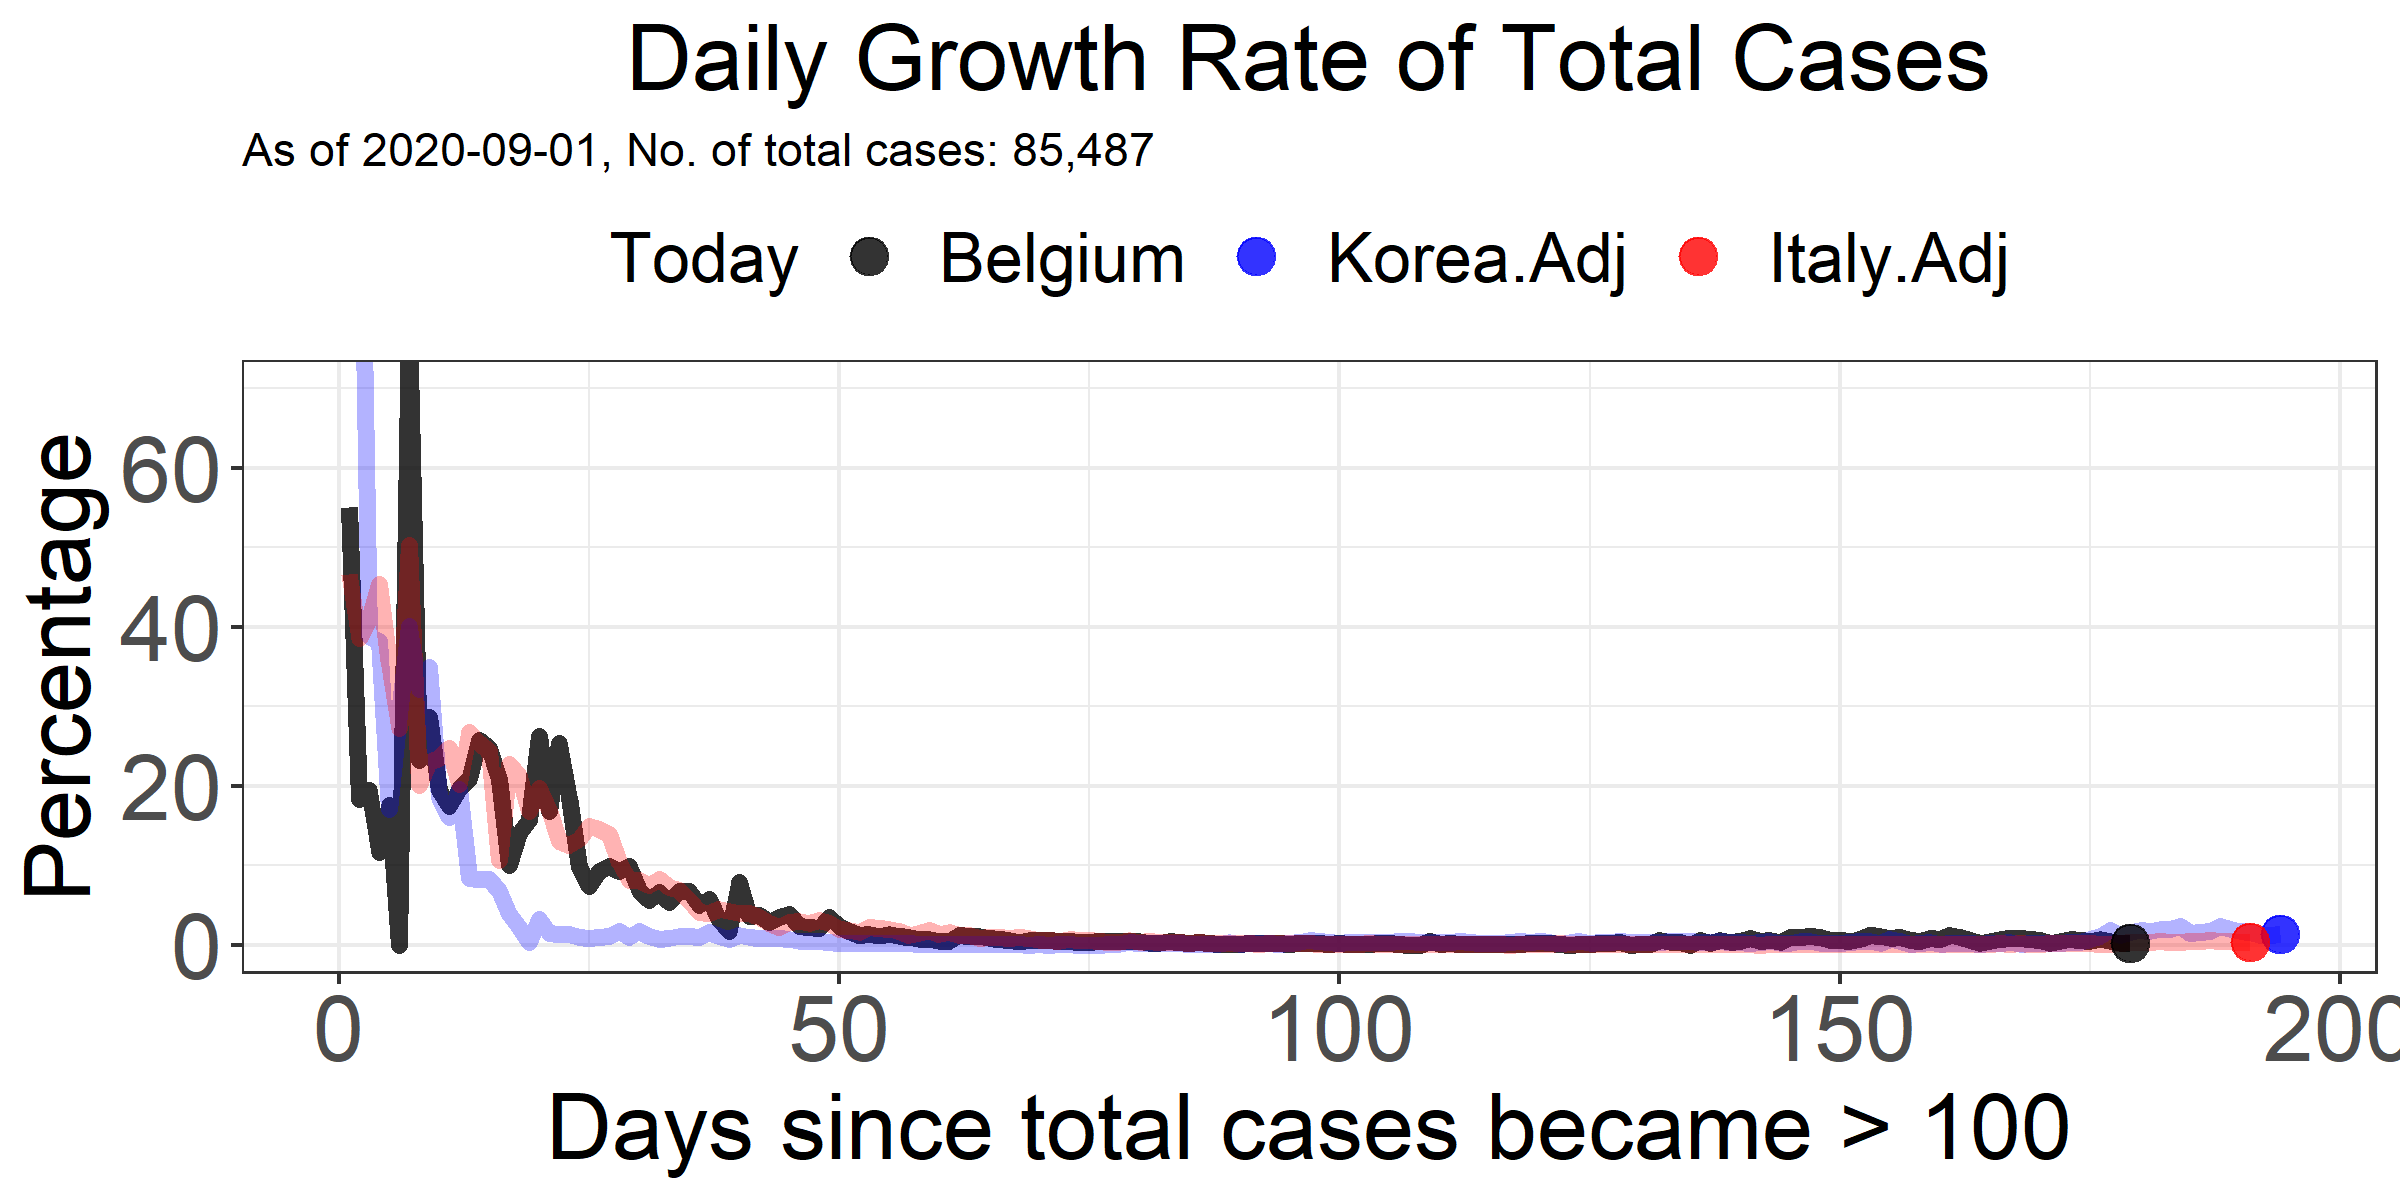 Daily Growth Rate of Total Cases
As of 2020-09-01, No. of total cases: 85,487
Today Belgium Korea.Adj Italy.Adj
Percentage
60
40
20
0
0 50 100 150 200
Days since total cases became > 100